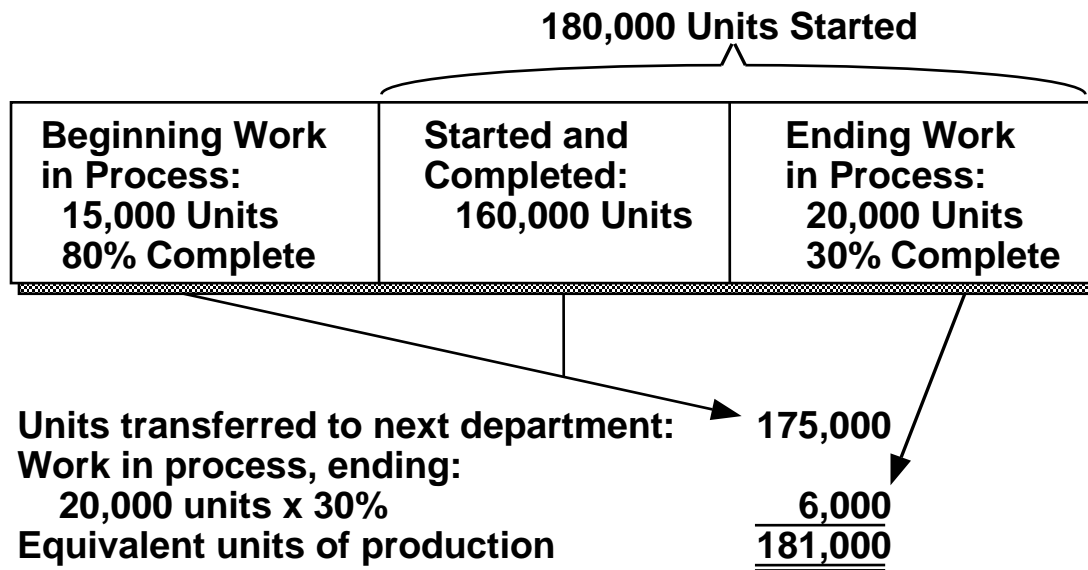 180,000 Units Started
Beginning Work
in Process:
15,000 Units
80% Complete
Started and
Completed:
160,000 Units
Ending Work
in Process:
20,000 Units
30% Complete
Units transferred to next department: 175,000
Work in process, ending:
20,000 units x 30% 6,000
Equivalent units of production 181,000